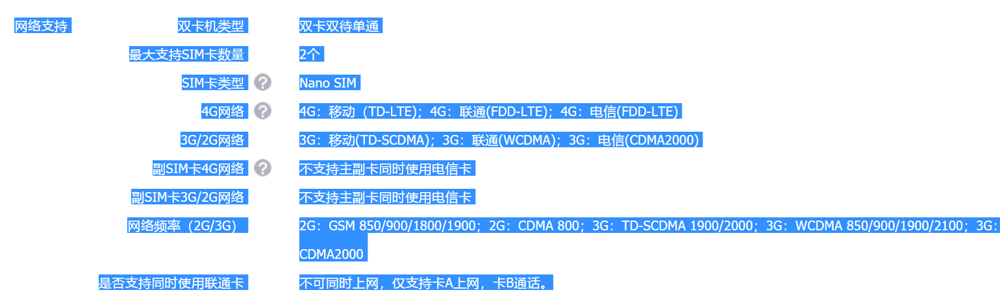 网络支持 双卡机类型 双卡双待单通
最大支持SIM卡数量 2个
SIM卡类型 ? Nano SIM
4G网络 ? 4G：移动（TD-LTE)；4G：联通(FDD-LTE)；4G：电信(FDD-LTE)
3G/2G网络 3G：移动(TD-SCDMA)；3G：联通(WCDMA)；3G：电信(CDMA2000)
副SIM卡4G网络 ? 不支持主副卡同时使用电信卡
副SIM卡3G/2G网络 不支持主副卡同时使用电信卡
网络频率（2G/3G） 2G：GSM 850/900/1800/1900；2G：CDMA 800；3G：TD-SCDMA 1900/2000；3G：WCDMA 850/900/1900/2100；3G：
CDMA2000
是否支持同时使用联通卡 不可同时上网，仅支持卡A上网，卡B通话。